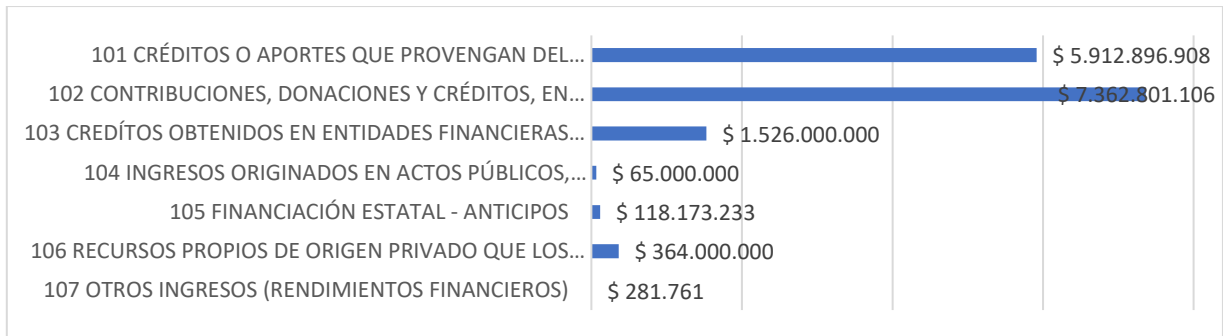 101 CRÉDITOS O APORTES QUE PROVENGAN DEL… $ 5.912.896.908
102 CONTRIBUCIONES, DONACIONES Y CRÉDITOS, EN… $ 7.362.801.106
103 CREDÍTOS OBTENIDOS EN ENTIDADES FINANCIERAS… $ 1.526.000.000
104 INGRESOS ORIGINADOS EN ACTOS PÚBLICOS,… $ 65.000.000
105 FINANCIACIÓN ESTATAL - ANTICIPOS $ 118.173.233
106 RECURSOS PROPIOS DE ORIGEN PRIVADO QUE LOS… $ 364.000.000
107 OTROS INGRESOS (RENDIMIENTOS FINANCIEROS) $ 281.761